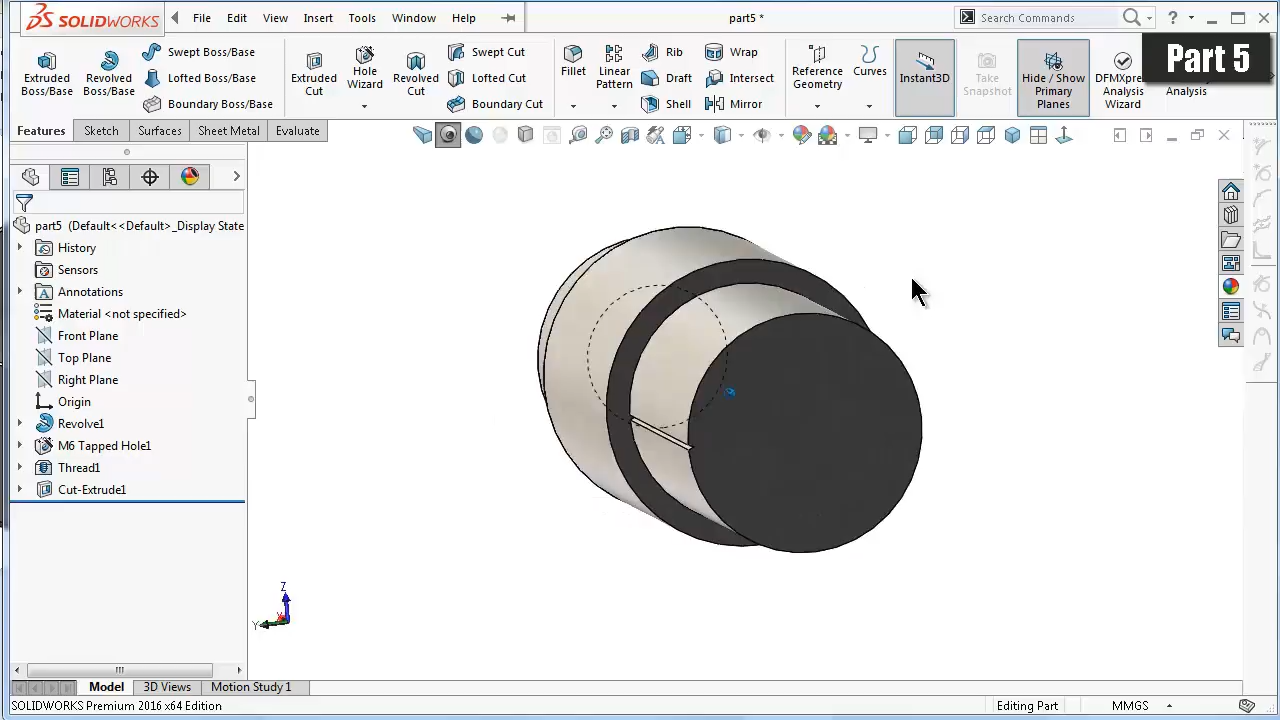 SOLIDWORKS File Edit View Insert Tools Window Help part5 * Search Commands ?
Part 5
Extruded Boss/Base
Revolved Boss/Base
Swept Boss/Base
Lofted Boss/Base
Boundary Boss/Base
Extruded Cut
Hole Wizard
Revolved Cut
Swept Cut
Lofted Cut
Boundary Cut
Fillet
Linear Pattern
Rib
Draft
Shell
Wrap
Intersect
Mirror
Reference Geometry
Curves
Instant3D
Take Snapshot
Hide / Show Primary Planes
DFMXpress Analysis Wizard
Analysis
Features Sketch Surfaces Sheet Metal Evaluate
part5 (Default<<Default>_Display State
History
Sensors
Annotations
Material <not specified>
Front Plane
Top Plane
Right Plane
Origin
Revolve1
M6 Tapped Hole1
Thread1
Cut-Extrude1
Z
Y
X
Model 3D Views Motion Study 1
SOLIDWORKS Premium 2016 x64 Edition Editing Part MMGS